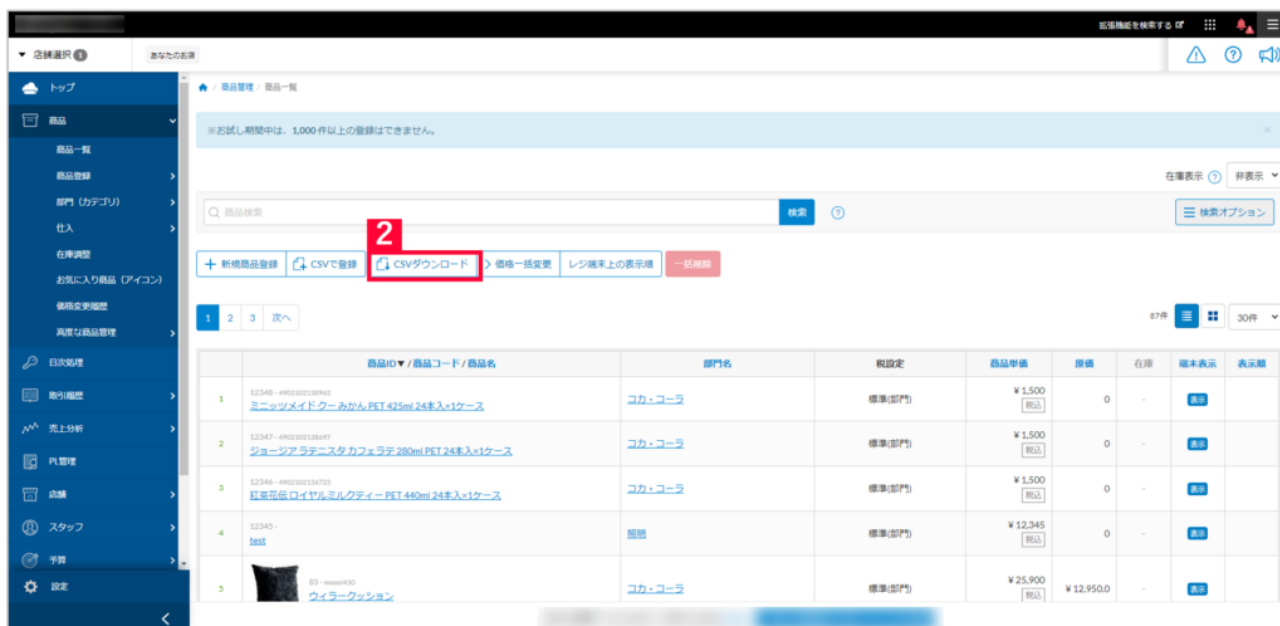 拡張機能を検索する
店舗選択 1 あなたのお店
トップ
商品
商品一覧
商品登録
部門（カテゴリ）
仕入
在庫調整
お気に入り商品（アイコン）
価格変更履歴
高度な商品管理
日次処理
取引履歴
売上分析
PL管理
店舗
スタッフ
予算
設定
/ 商品管理 / 商品一覧
※お試し期間中は、1,000件以上の登録はできません。
在庫表示 ? 非表示
商品検索 検索 ? 検索オプション
2
新規商品登録 CSVで登録 CSVダウンロード 価格一括変更 レジ端末上の表示順 一括削除
1 2 3 次へ 87件 30件
商品ID▼/商品コード/商品名 部門名 税設定 商品単価 原価 在庫 端末表示 表示順
12348 - 4902102138963
1 ミニッツメイド クー みかん PET 425ml 24本入×1ケース コカ・コーラ 標準(部門) ¥1,500 税込 0 - 表示
12347 - 4902102138697
2 ジョージア ラテニスタ カフェラテ 280ml PET 24本入×1ケース コカ・コーラ 標準(部門) ¥1,500 税込 0 - 表示
12346 - 4902102136723
3 紅茶花伝 ロイヤルミルクティー PET 440ml 24本入×1ケース コカ・コーラ 標準(部門) ¥1,500 税込 0 - 表示
12345 -
4 test 照明 標準(部門) ¥12,345 税込 0 - 表示
5 ウィラークッション コカ・コーラ 標準(部門) ¥25,900 税込 ¥12,950.0 - 表示